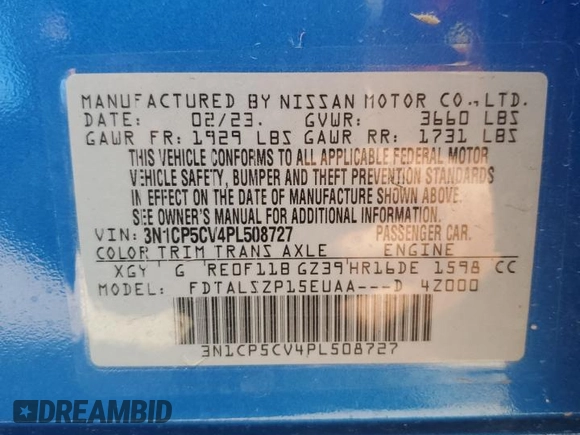 MANUFACTURED BY NISSAN MOTOR CO., LTD.
DATE: 02/23. GVWR: 3660 LBS
GAWR FR: 1929 LBS GAWR RR: 1731 LBS
THIS VEHICLE CONFORMS TO ALL APPLICABLE FEDERAL MOTOR
VEHICLE SAFETY, BUMPER AND THEFT PREVENTION STANDARDS
IN EFFECT ON THE DATE OF MANUFACTURE SHOWN ABOVE.
SEE OWNER'S MANUAL FOR ADDITIONAL INFORMATION.
VIN: 3N1CP5CV4PL508727 PASSENGER CAR.
COLOR TRIM TRANS AXLE ENGINE
XGY G RE0F11B GZ39 HR16DE 1598 CC
MODEL: FDTALSZP15EUAA---D 4Z000
3N1CP5CV4PL508727
DREAMBID